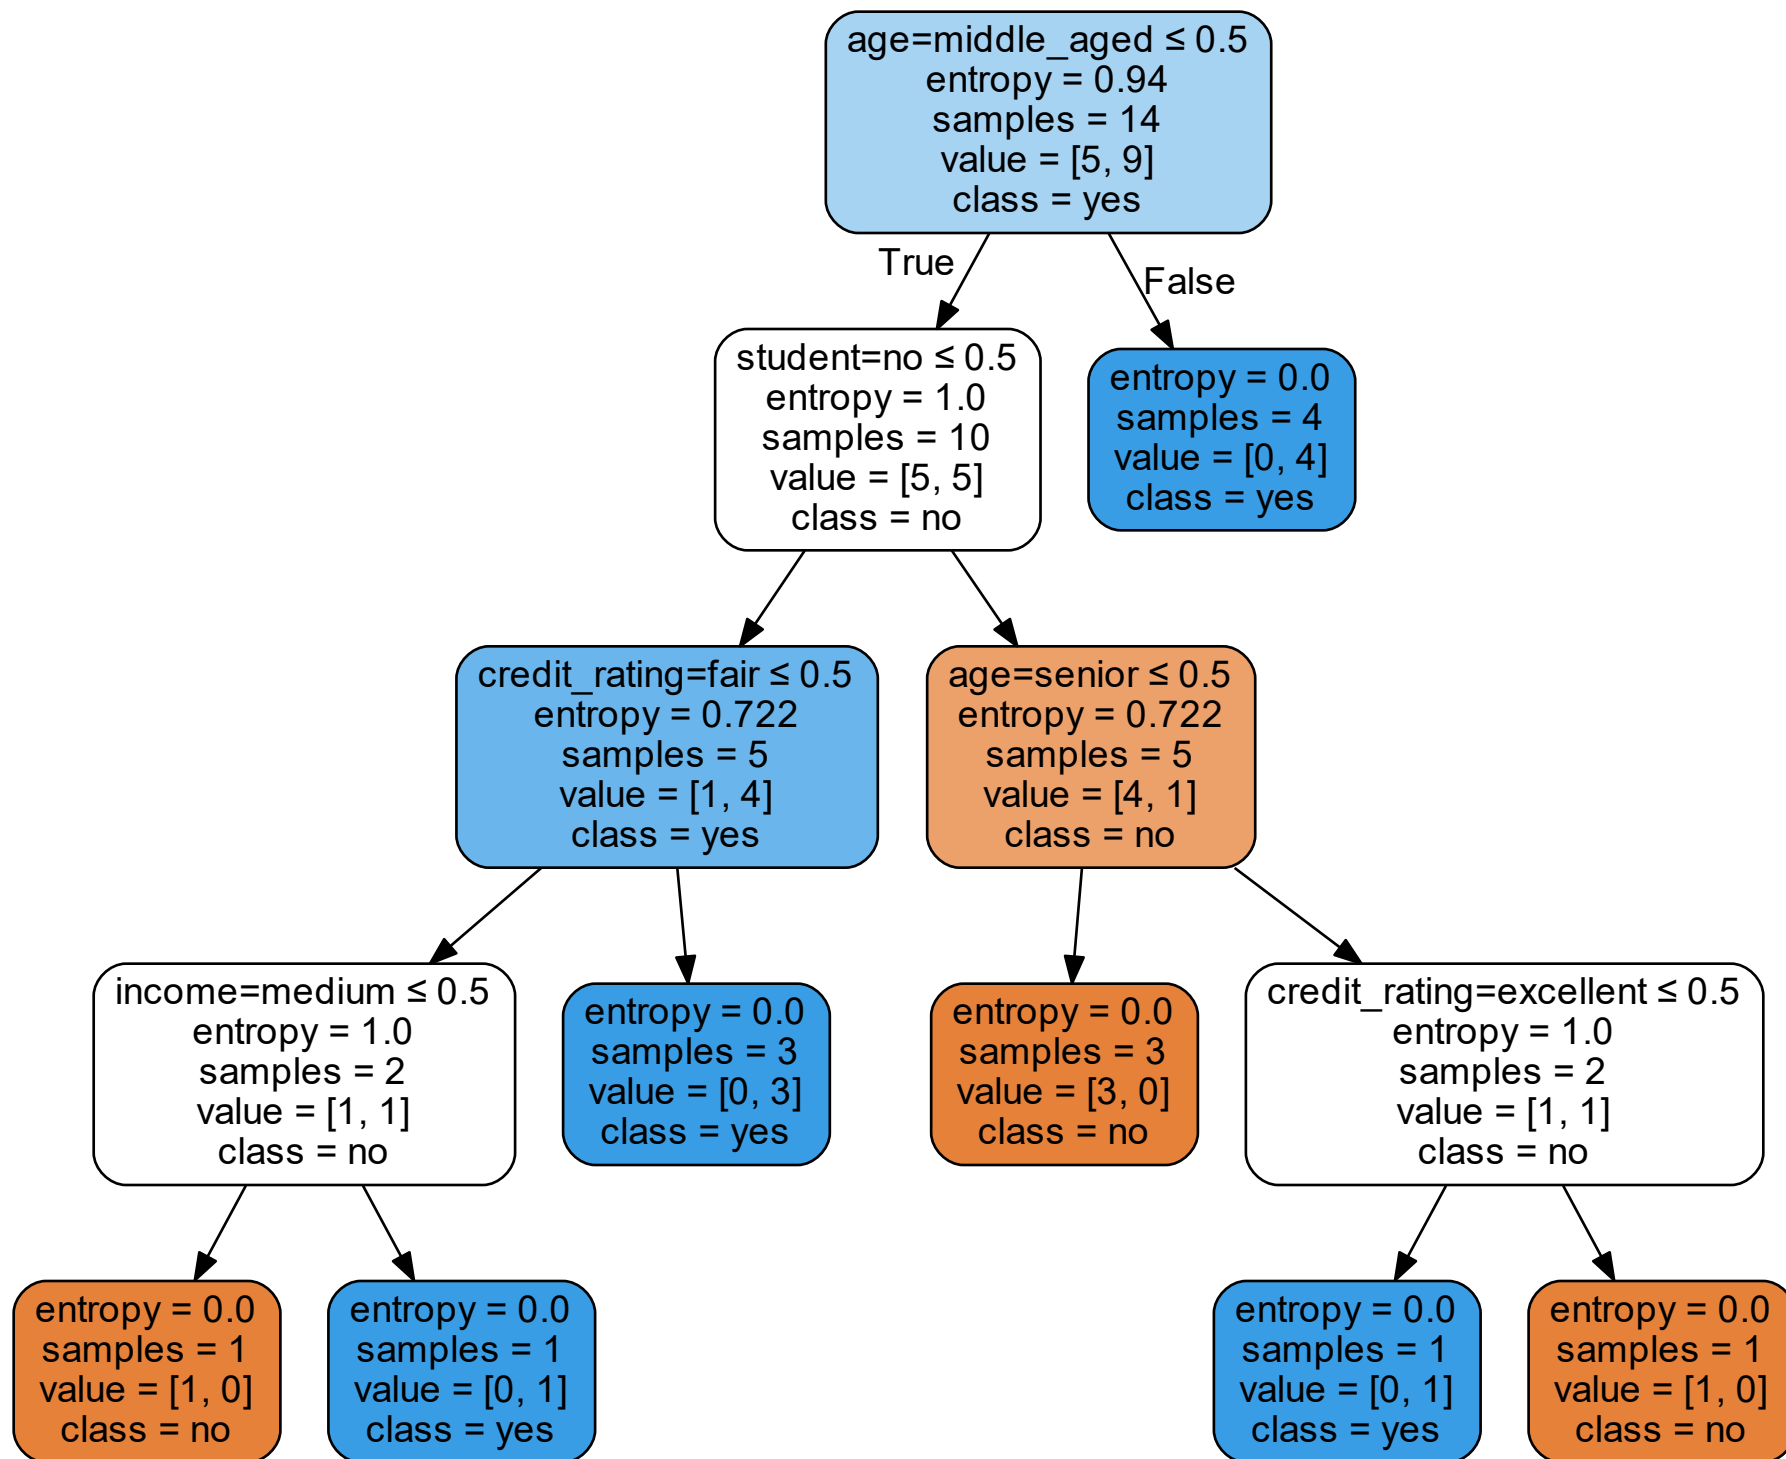 age=middle_aged ≤ 0.5
entropy = 0.94
samples = 14
value = [5, 9]
class = yes
True
False
student=no ≤ 0.5
entropy = 1.0
samples = 10
value = [5, 5]
class = no
entropy = 0.0
samples = 4
value = [0, 4]
class = yes
credit_rating=fair ≤ 0.5
entropy = 0.722
samples = 5
value = [1, 4]
class = yes
age=senior ≤ 0.5
entropy = 0.722
samples = 5
value = [4, 1]
class = no
income=medium ≤ 0.5
entropy = 1.0
samples = 2
value = [1, 1]
class = no
entropy = 0.0
samples = 3
value = [0, 3]
class = yes
entropy = 0.0
samples = 3
value = [3, 0]
class = no
credit_rating=excellent ≤ 0.5
entropy = 1.0
samples = 2
value = [1, 1]
class = no
entropy = 0.0
samples = 1
value = [1, 0]
class = no
entropy = 0.0
samples = 1
value = [0, 1]
class = yes
entropy = 0.0
samples = 1
value = [0, 1]
class = yes
entropy = 0.0
samples = 1
value = [1, 0]
class = no